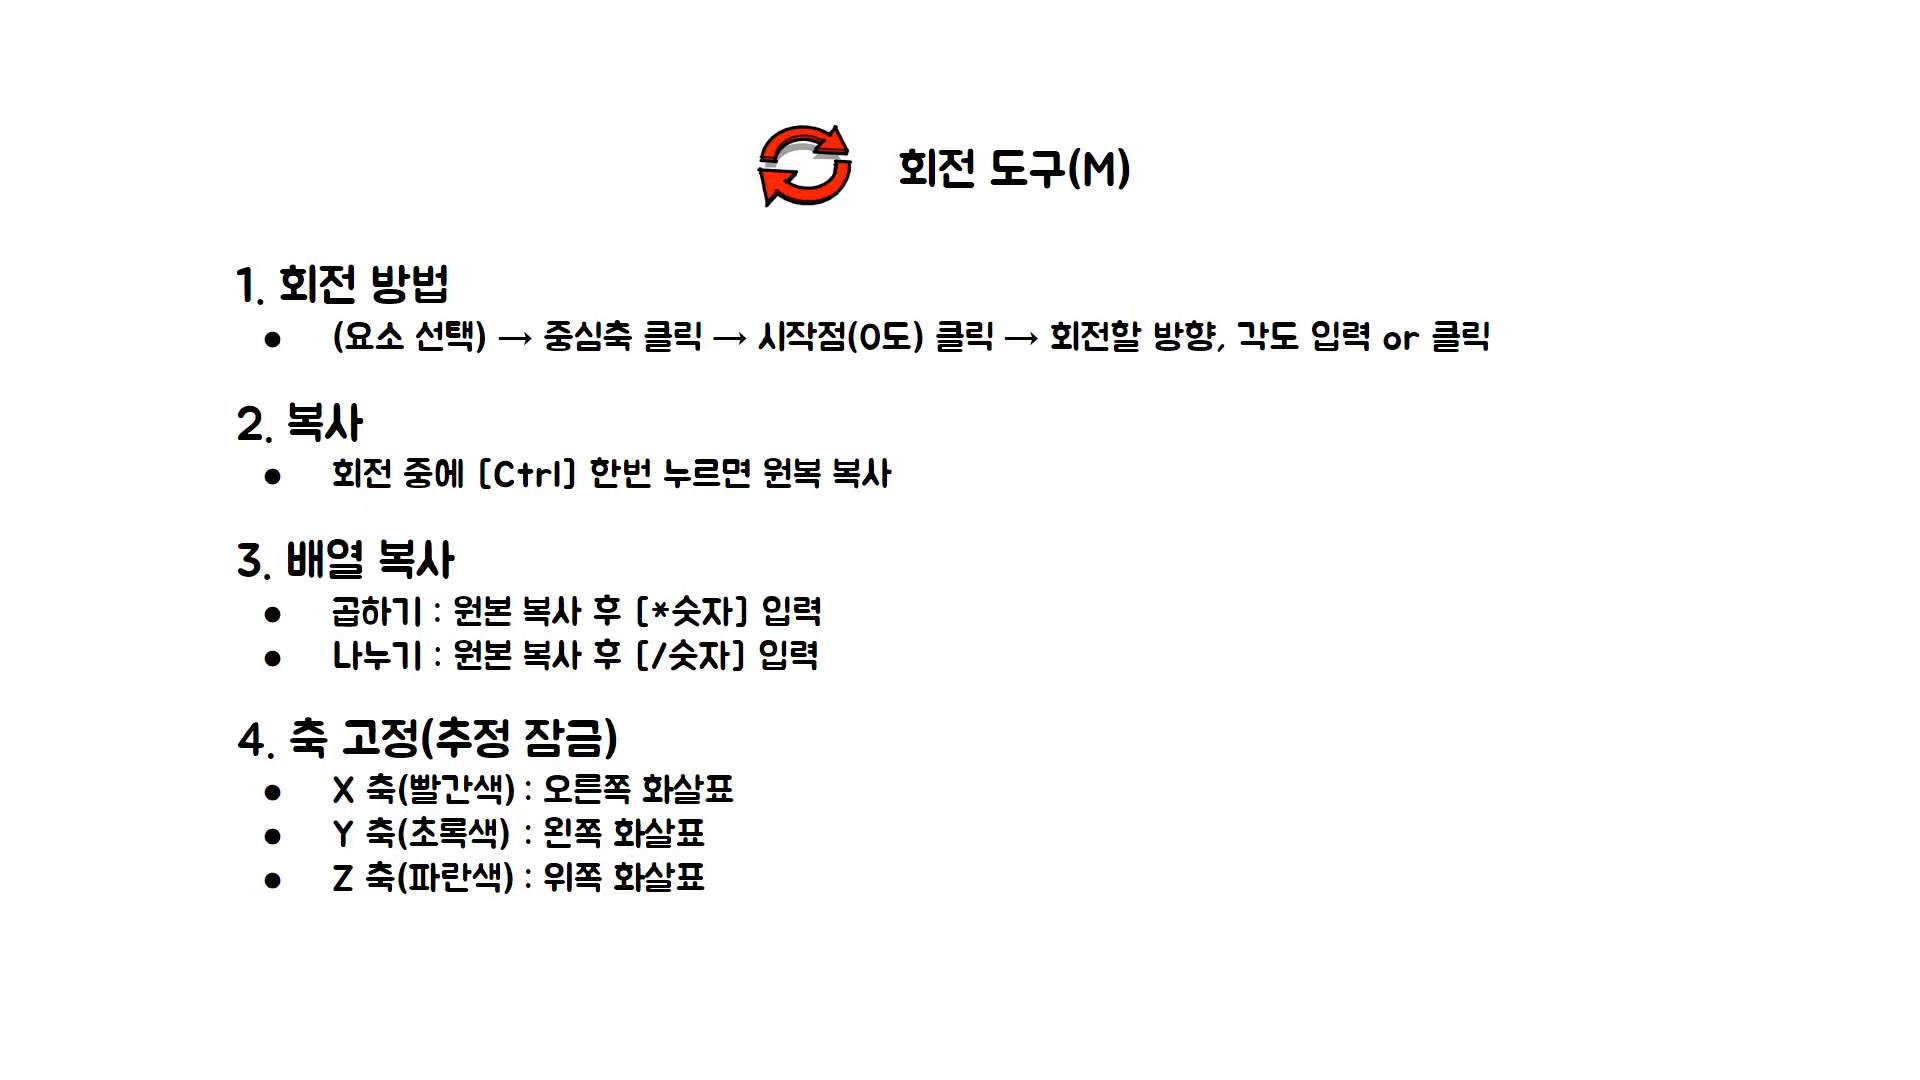 회전 도구(M)
1. 회전 방법
● (요소 선택) → 중심축 클릭 → 시작점(0도) 클릭 → 회전할 방향, 각도 입력 or 클릭
2. 복사
● 회전 중에 [Ctrl] 한번 누르면 원복 복사
3. 배열 복사
● 곱하기 : 원본 복사 후 [*숫자] 입력
● 나누기 : 원본 복사 후 [/숫자] 입력
4. 축 고정(추정 잠금)
● X 축(빨간색) : 오른쪽 화살표
● Y 축(초록색) : 왼쪽 화살표
● Z 축(파란색) : 위쪽 화살표